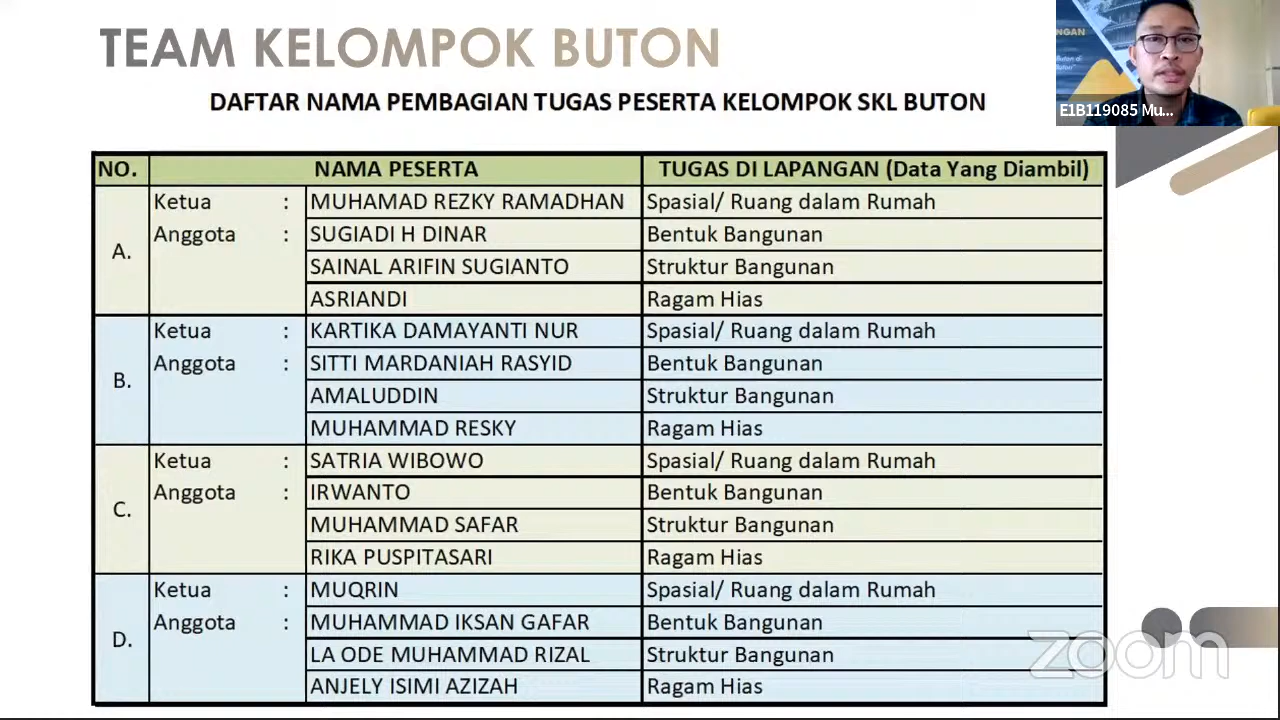 TEAM KELOMPOK BUTON
DAFTAR NAMA PEMBAGIAN TUGAS PESERTA KELOMPOK SKL BUTON
NGAN
Buton di
E1B119085 Mu...
NO. NAMA PESERTA TUGAS DI LAPANGAN (Data Yang Diambil)
A. Ketua : MUHAMAD REZKY RAMADHAN Spasial/ Ruang dalam Rumah
Anggota : SUGIADI H DINAR Bentuk Bangunan
SAINAL ARIFIN SUGIANTO Struktur Bangunan
ASRIANDI Ragam Hias
B. Ketua : KARTIKA DAMAYANTI NUR Spasial/ Ruang dalam Rumah
Anggota : SITTI MARDANIAH RASYID Bentuk Bangunan
AMALUDDIN Struktur Bangunan
MUHAMMAD RESKY Ragam Hias
C. Ketua : SATRIA WIBOWO Spasial/ Ruang dalam Rumah
Anggota : IRWANTO Bentuk Bangunan
MUHAMMAD SAFAR Struktur Bangunan
RIKA PUSPITASARI Ragam Hias
D. Ketua : MUQRIN Spasial/ Ruang dalam Rumah
Anggota : MUHAMMAD IKSAN GAFAR Bentuk Bangunan
LA ODE MUHAMMAD RIZAL Struktur Bangunan
ANJELY ISIMI AZIZAH Ragam Hias
zoom